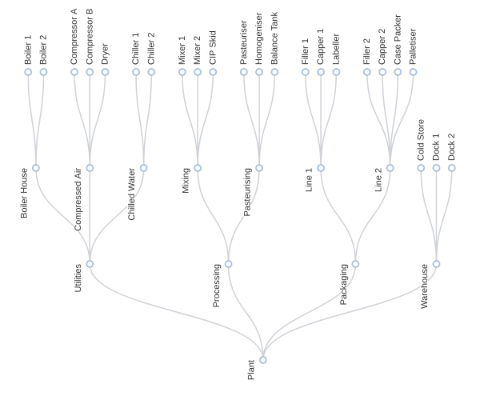 Boiler 1
Boiler 2
Compressor A
Compressor B
Dryer
Chiller 1
Chiller 2
Mixer 1
Mixer 2
CIP Skid
Pasteuriser
Homogeniser
Balance Tank
Filler 1
Capper 1
Labeller
Filler 2
Capper 2
Case Packer
Palletiser
Cold Store
Dock 1
Dock 2
Boiler House
Compressed Air
Chilled Water
Mixing
Pasteurising
Line 1
Line 2
Utilities
Processing
Packaging
Warehouse
Plant